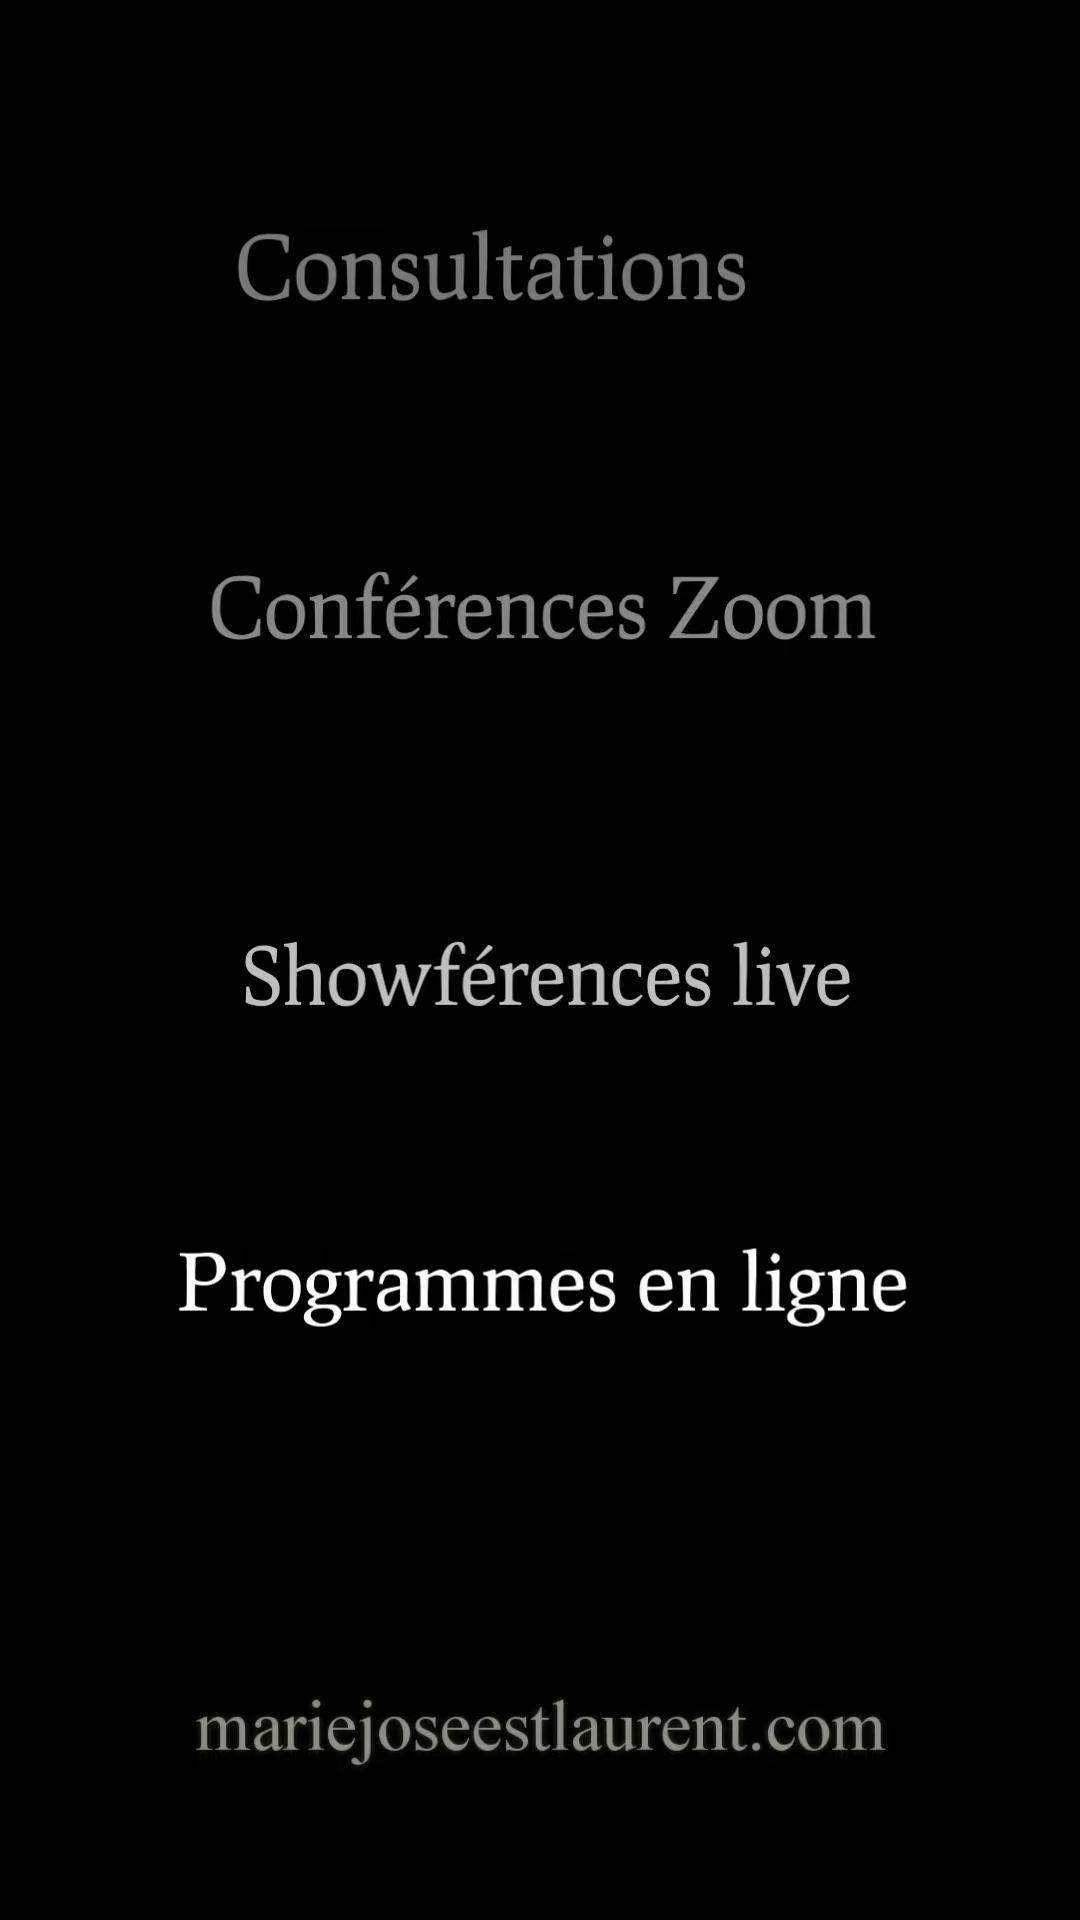 Consultations
Conférences Zoom
Showférences live
Programmes en ligne
mariejoseestlaurent.com